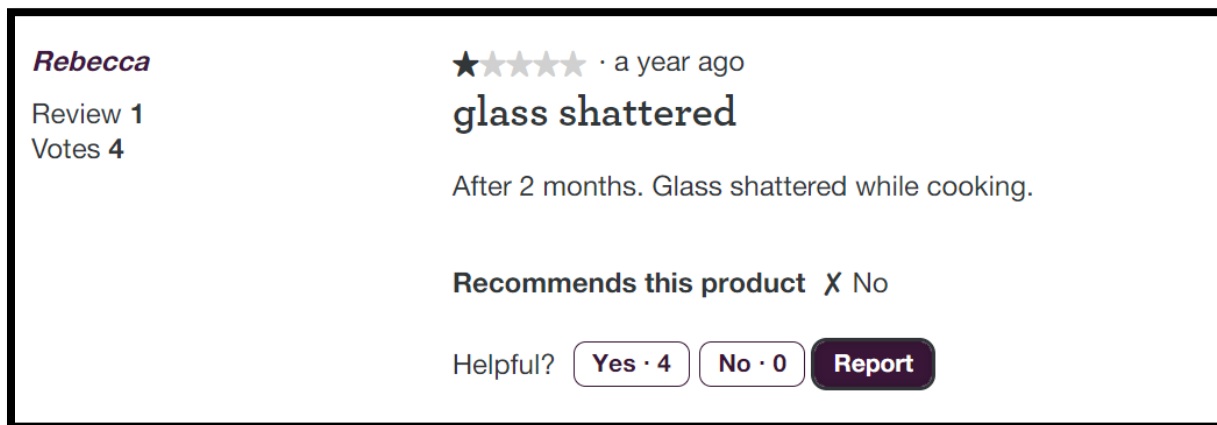 Rebecca
Review 1
Votes 4
★★★★★ · a year ago
glass shattered
After 2 months. Glass shattered while cooking.
Recommends this product ✗ No
Helpful? Yes · 4 No · 0 Report